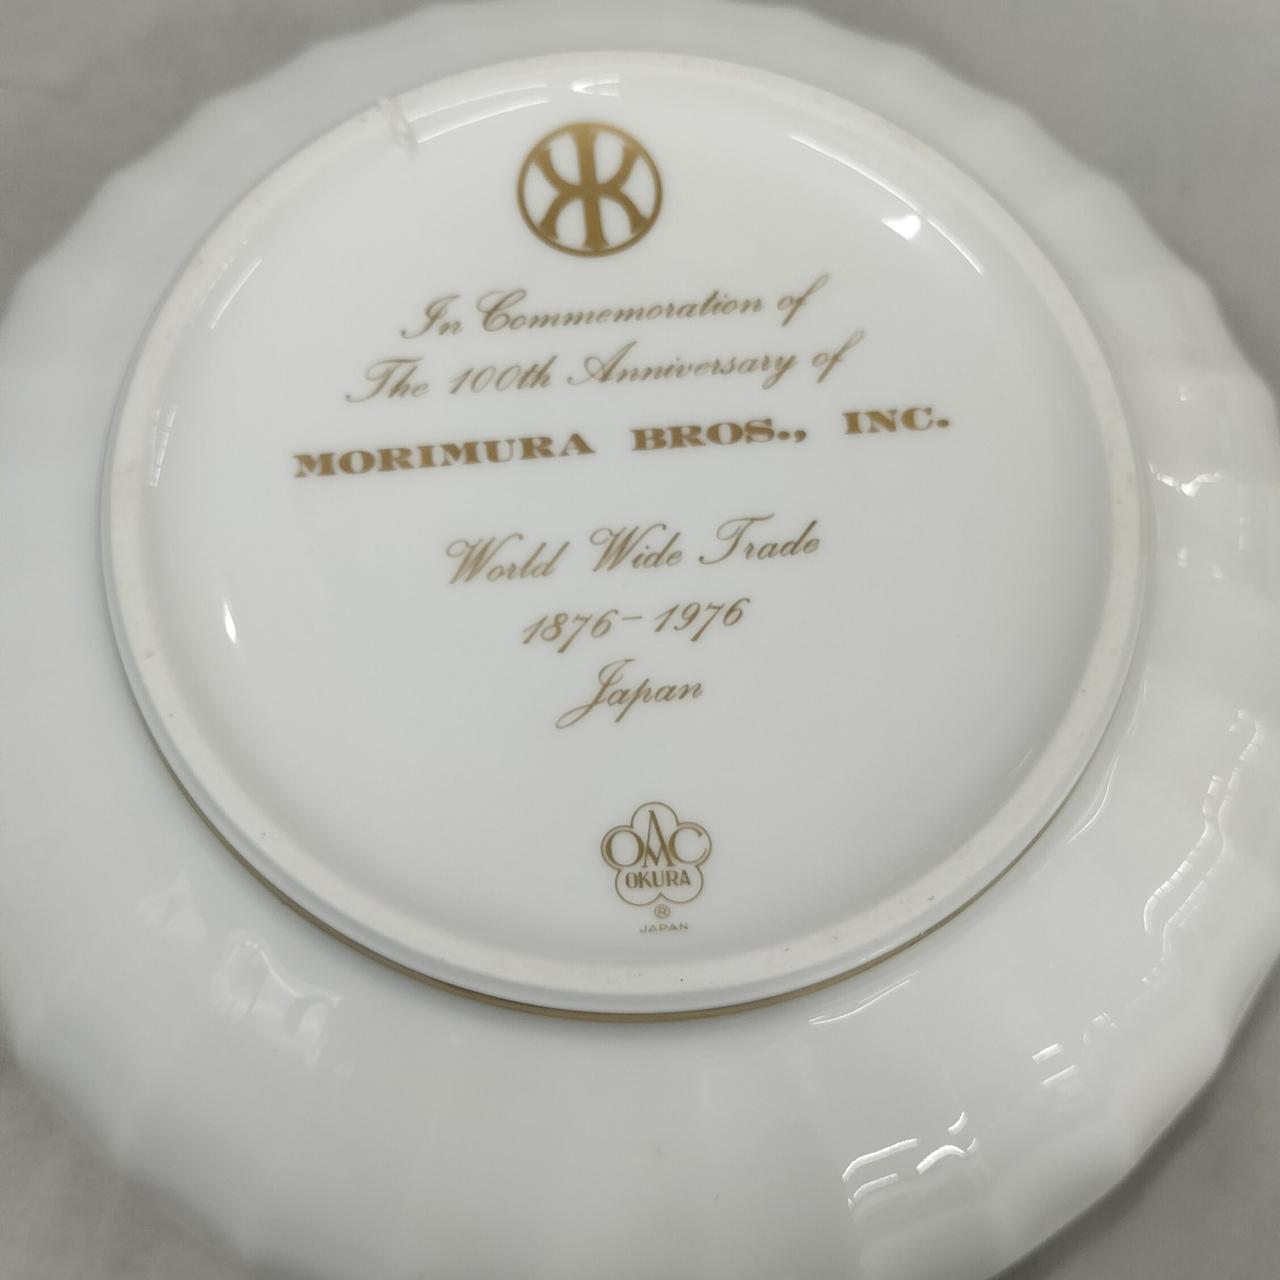 In Commemoration of
The 100th Anniversary of
MORIMURA BROS., INC.
World Wide Trade
1876-1976
Japan
OAC
OKURA
®
JAPAN